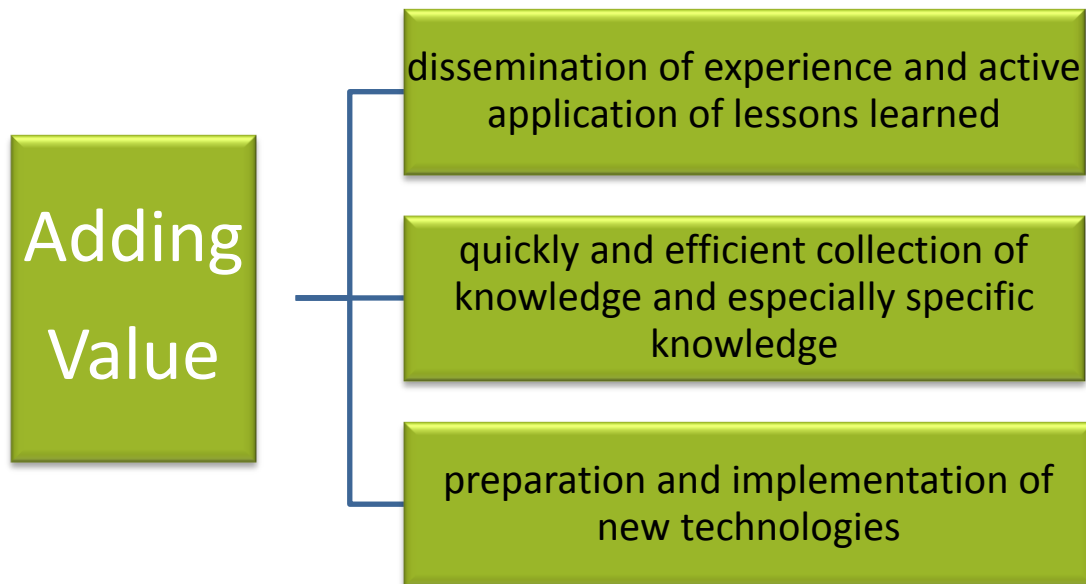 Adding
Value
dissemination of experience and active
application of lessons learned
quickly and efficient collection of
knowledge and especially specific
knowledge
preparation and implementation of
new technologies